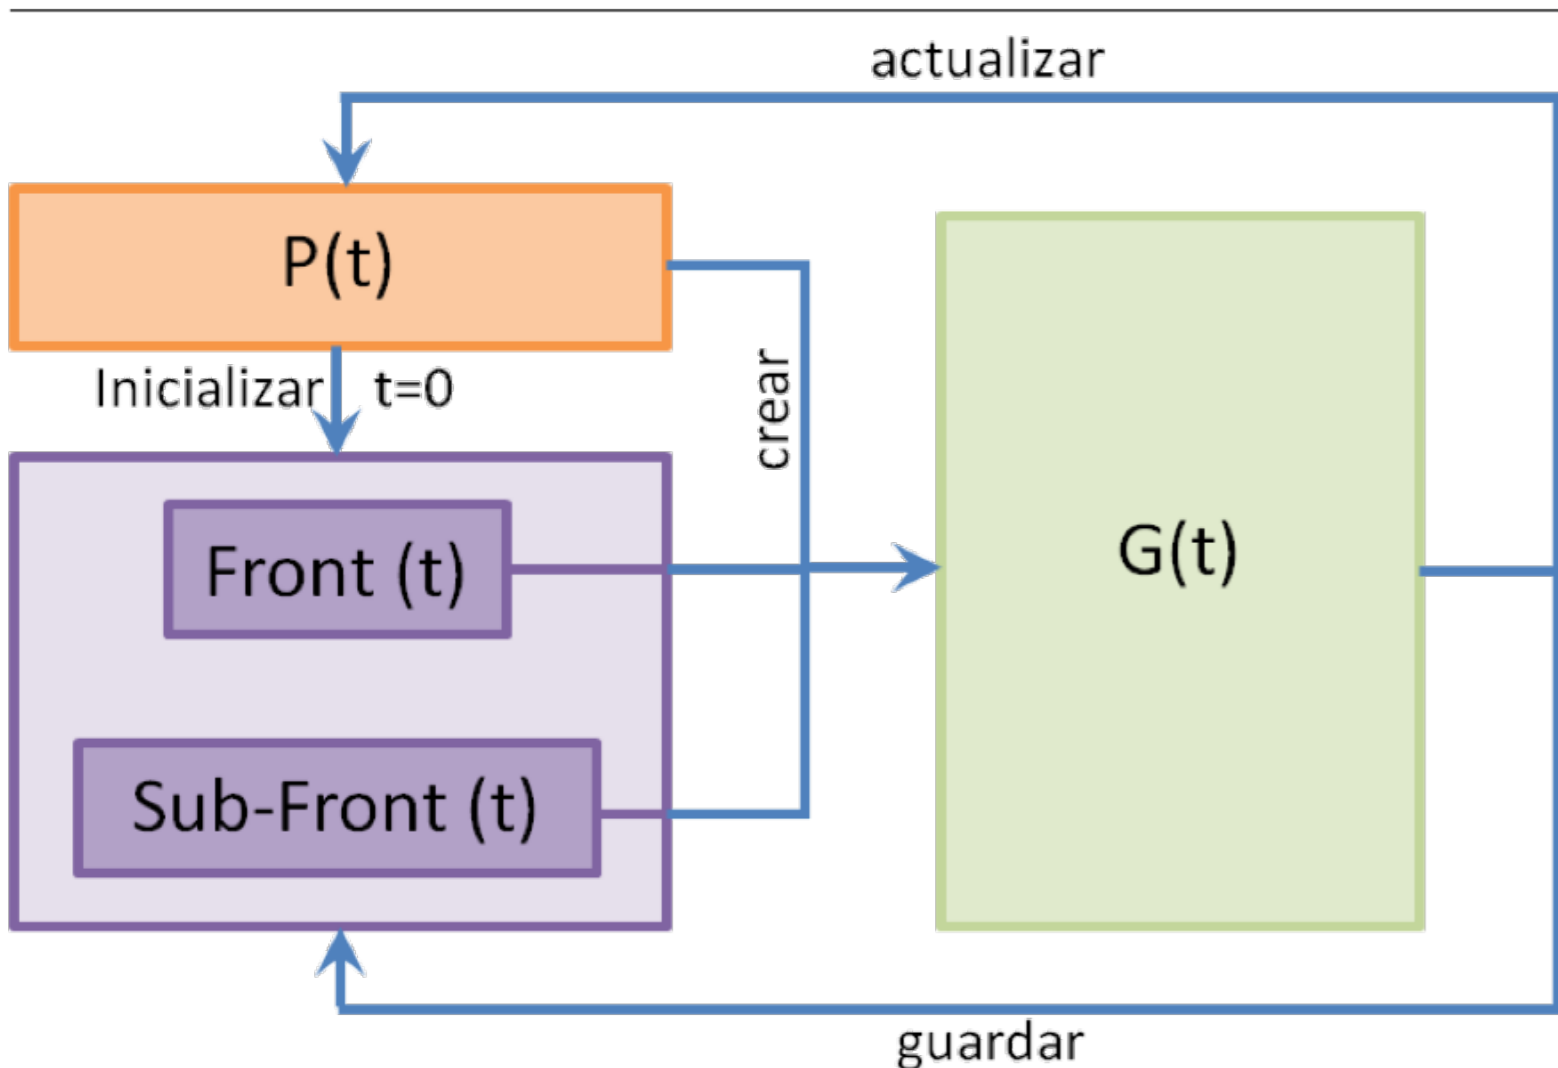 actualizar
P(t)
Inicializar t=0
crear
Front (t)
G(t)
Sub-Front (t)
guardar